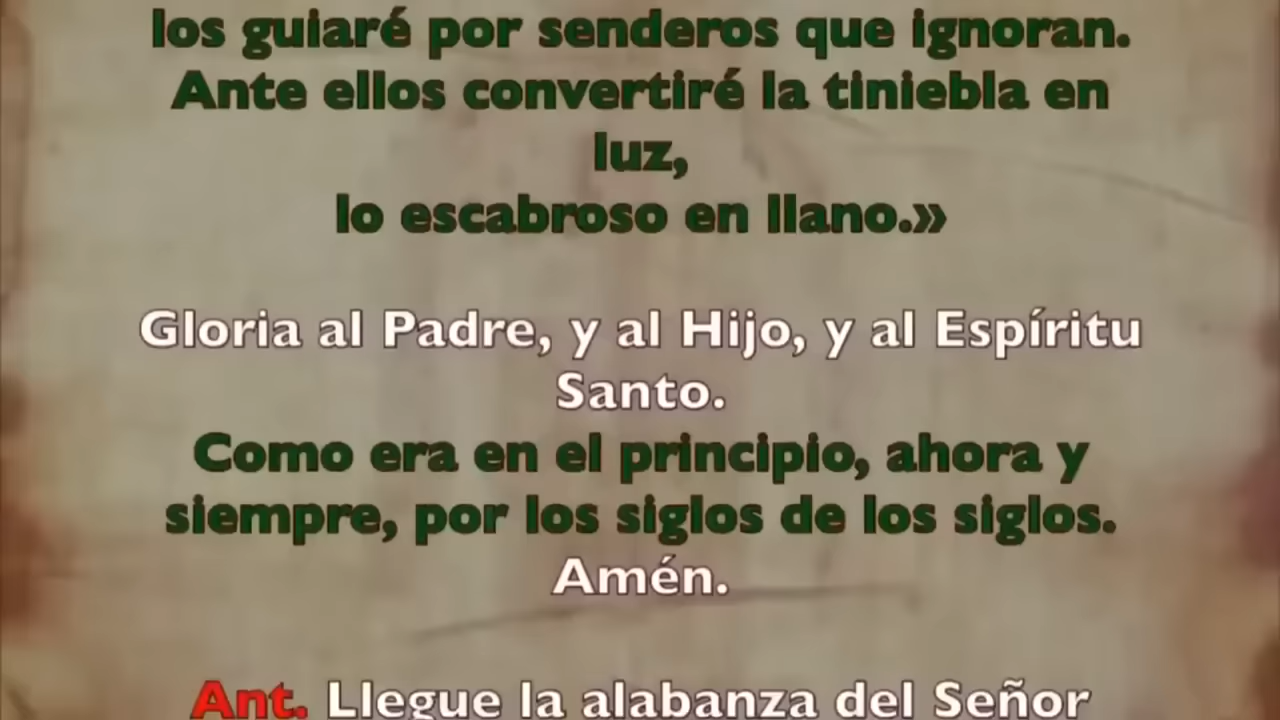 los guiaré por senderos que ignoran.
Ante ellos convertiré la tiniebla en
luz,
lo escabroso en llano.»
Gloria al Padre, y al Hijo, y al Espíritu
Santo.
Como era en el principio, ahora y
siempre, por los siglos de los siglos.
Amén.
Ant. Llegue la alabanza del Señor